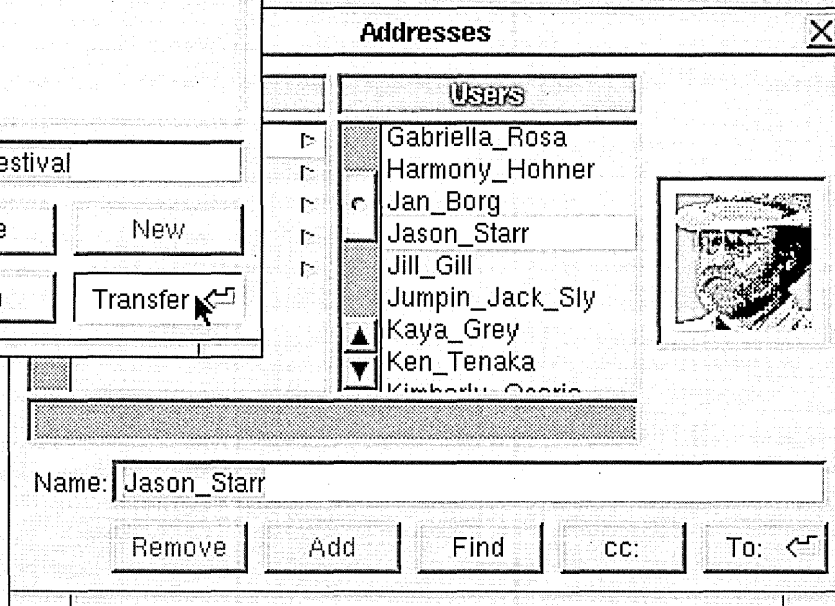 Addresses
Users
Gabriella_Rosa
Harmony_Hohner
Jan_Borg
Jason_Starr
Jill_Gill
Jumpin_Jack_Sly
Kaya_Grey
Ken_Tenaka
estival
New
Transfer
Name: Jason_Starr
Remove Add Find cc: To: